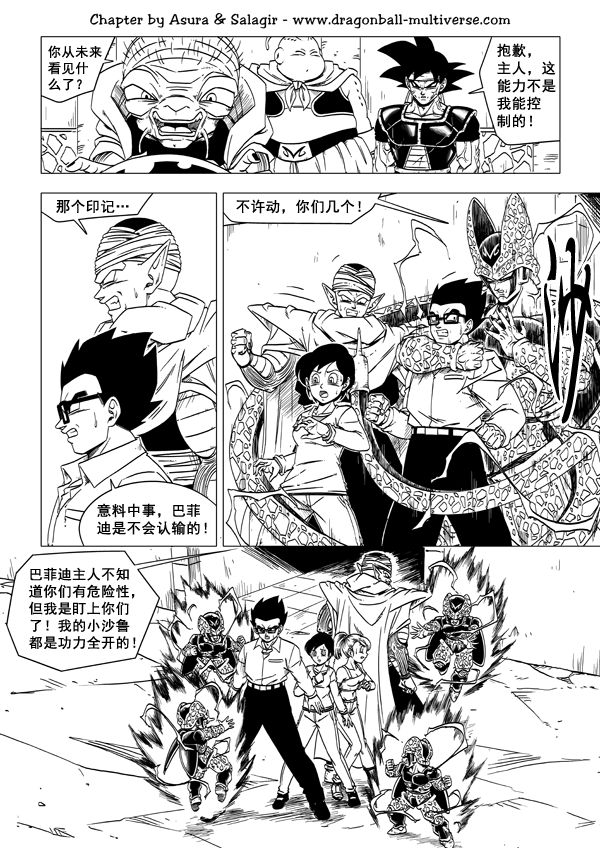 Chapter by Asura & Salagir - www.dragonball-multiverse.com
你从未来
看见什
么了？
抱歉，
主人，这
能力不是
我能控
制的！
那个印记…
意料中事，巴菲
迪是不会认输的！
不许动，你们几个！
巴菲迪主人不知
道你们有危险性，
但我是盯上你们
了！我的小沙鲁
都是功力全开的！